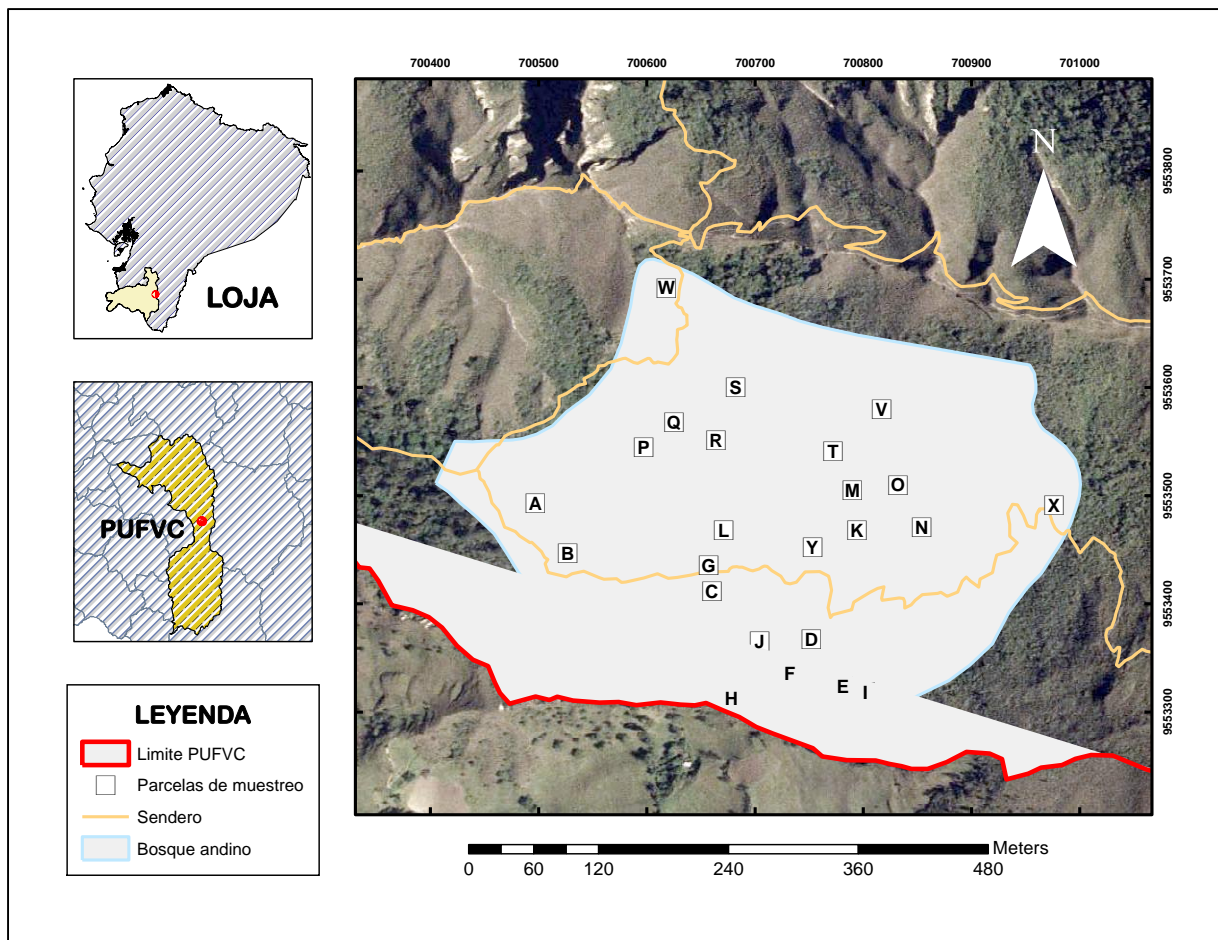 700400 700500 700600 700700 700800 700900 701000
LOJA
PUFVC
LEYENDA
Limite PUFVC
Parcelas de muestreo
Sendero
Bosque andino
N
9553800
9553700
9553600
9553500
9553400
9553300
W
S
V
Q
R
P
T
O
M
A
X
L
K
N
Y
B
G
C
J
D
F
E
I
H
Meters
0 60 120 240 360 480